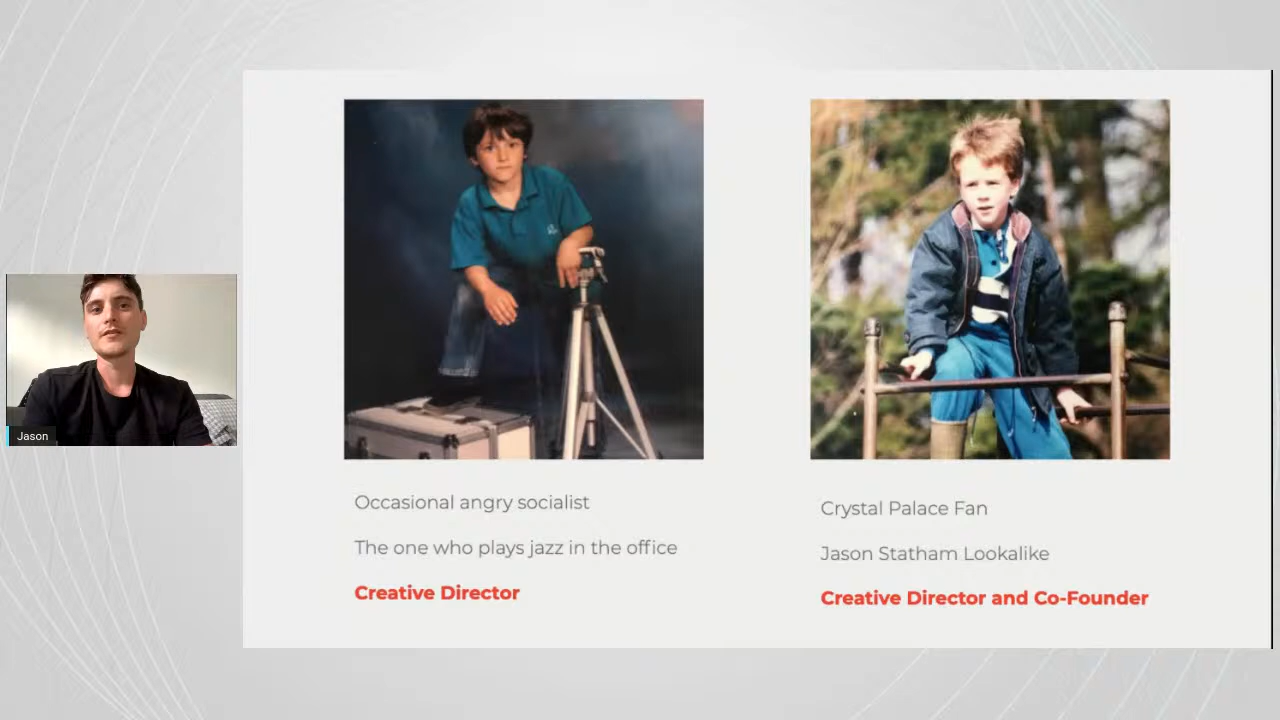 Jason
Occasional angry socialist
The one who plays jazz in the office
Creative Director
Crystal Palace Fan
Jason Statham Lookalike
Creative Director and Co-Founder